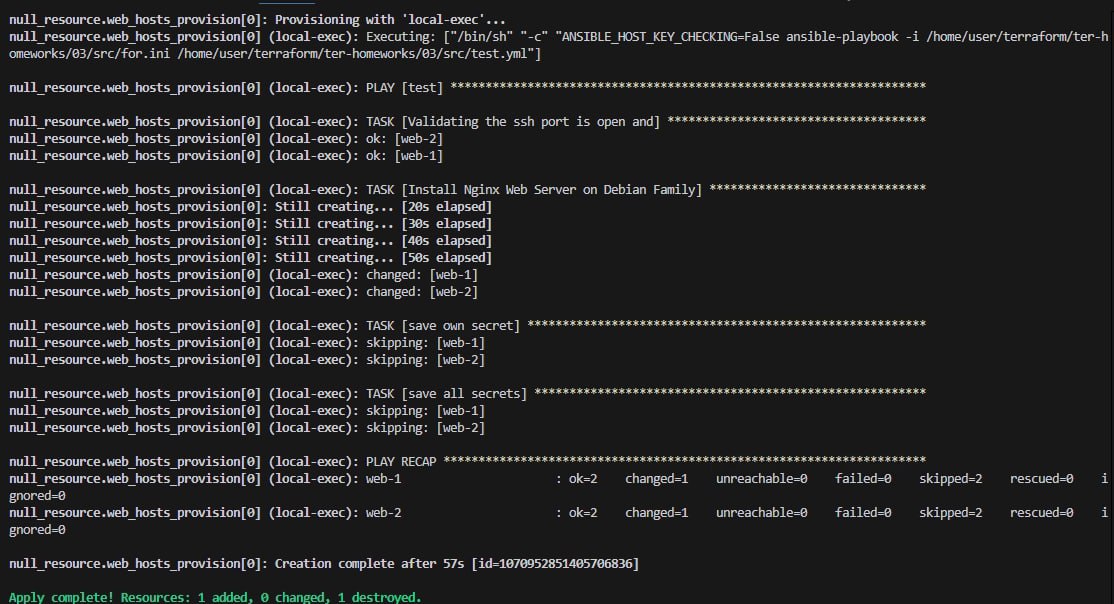 null_resource.web_hosts_provision[0]: Provisioning with 'local-exec'...
null_resource.web_hosts_provision[0] (local-exec): Executing: ["/bin/sh" "-c" "ANSIBLE_HOST_KEY_CHECKING=False ansible-playbook -i /home/user/terraform/ter-h
omeworks/03/src/for.ini /home/user/terraform/ter-homeworks/03/src/test.yml"]
null_resource.web_hosts_provision[0] (local-exec): PLAY [test] ********************************************************************
null_resource.web_hosts_provision[0] (local-exec): TASK [Validating the ssh port is open and] *************************************
null_resource.web_hosts_provision[0] (local-exec): ok: [web-2]
null_resource.web_hosts_provision[0] (local-exec): ok: [web-1]
null_resource.web_hosts_provision[0] (local-exec): TASK [Install Nginx Web Server on Debian Family] *******************************
null_resource.web_hosts_provision[0]: Still creating... [20s elapsed]
null_resource.web_hosts_provision[0]: Still creating... [30s elapsed]
null_resource.web_hosts_provision[0]: Still creating... [40s elapsed]
null_resource.web_hosts_provision[0]: Still creating... [50s elapsed]
null_resource.web_hosts_provision[0] (local-exec): changed: [web-1]
null_resource.web_hosts_provision[0] (local-exec): changed: [web-2]
null_resource.web_hosts_provision[0] (local-exec): TASK [save own secret] *********************************************************
null_resource.web_hosts_provision[0] (local-exec): skipping: [web-1]
null_resource.web_hosts_provision[0] (local-exec): skipping: [web-2]
null_resource.web_hosts_provision[0] (local-exec): TASK [save all secrets] ********************************************************
null_resource.web_hosts_provision[0] (local-exec): skipping: [web-1]
null_resource.web_hosts_provision[0] (local-exec): skipping: [web-2]
null_resource.web_hosts_provision[0] (local-exec): PLAY RECAP *********************************************************************
null_resource.web_hosts_provision[0] (local-exec): web-1                      : ok=2    changed=1    unreachable=0    failed=0    skipped=2    rescued=0    i
gnored=0
null_resource.web_hosts_provision[0] (local-exec): web-2                      : ok=2    changed=1    unreachable=0    failed=0    skipped=2    rescued=0    i
gnored=0
null_resource.web_hosts_provision[0]: Creation complete after 57s [id=1070952851405706836]
Apply complete! Resources: 1 added, 0 changed, 1 destroyed.